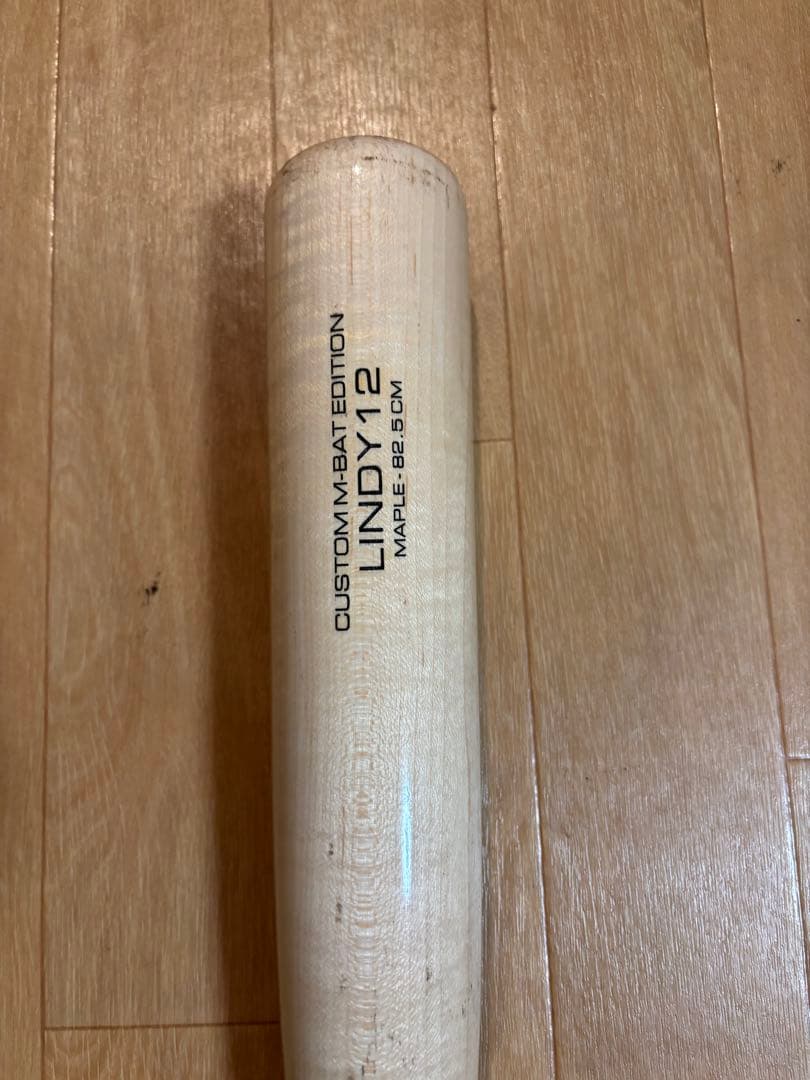 CUSTOM M-BAT EDITION
LINDY12
MAPLE - 82.5CM